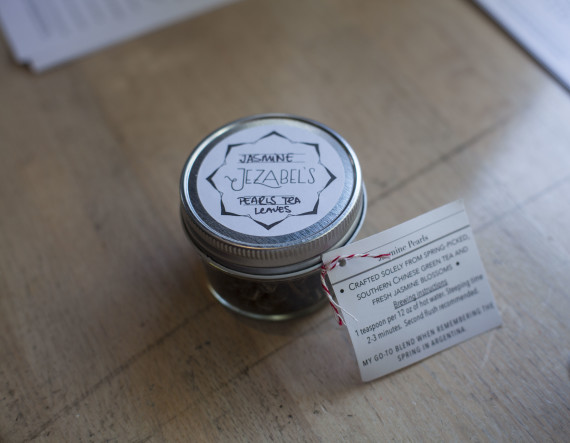 JASMINE
JEZABEL'S
PEARLS TEA
LEAVES
Jasmine Pearls
• CRAFTED SOLELY FROM SPRING-PICKED,
SOUTHERN CHINESE GREEN TEA AND
FRESH JASMINE BLOSSOMS •
Brewing Instructions
1 teaspoon per 12 oz of hot water. Steeping time
2-3 minutes. Second flush recommended.
MY GO-TO BLEND WHEN REMEMBERING THE
SPRING IN ARGENTINA.